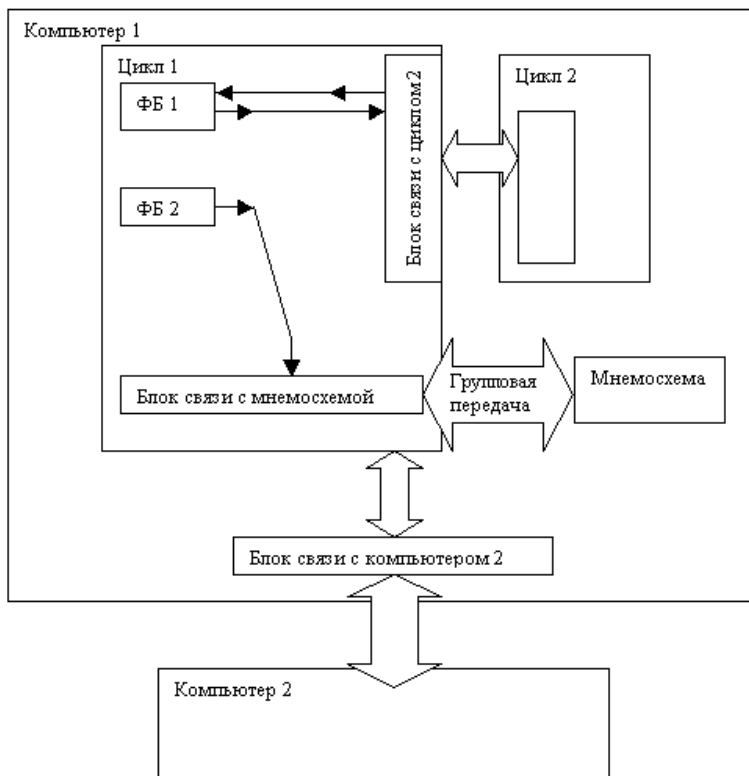 Компьютер 1
Цикл 1
ФБ 1
Блок связи с циклом 2
Цикл 2
ФБ 2
Блок связи с мнемосхемой
Групповая
передача
Мнемосхема
Блок связи с компьютером 2
Компьютер 2